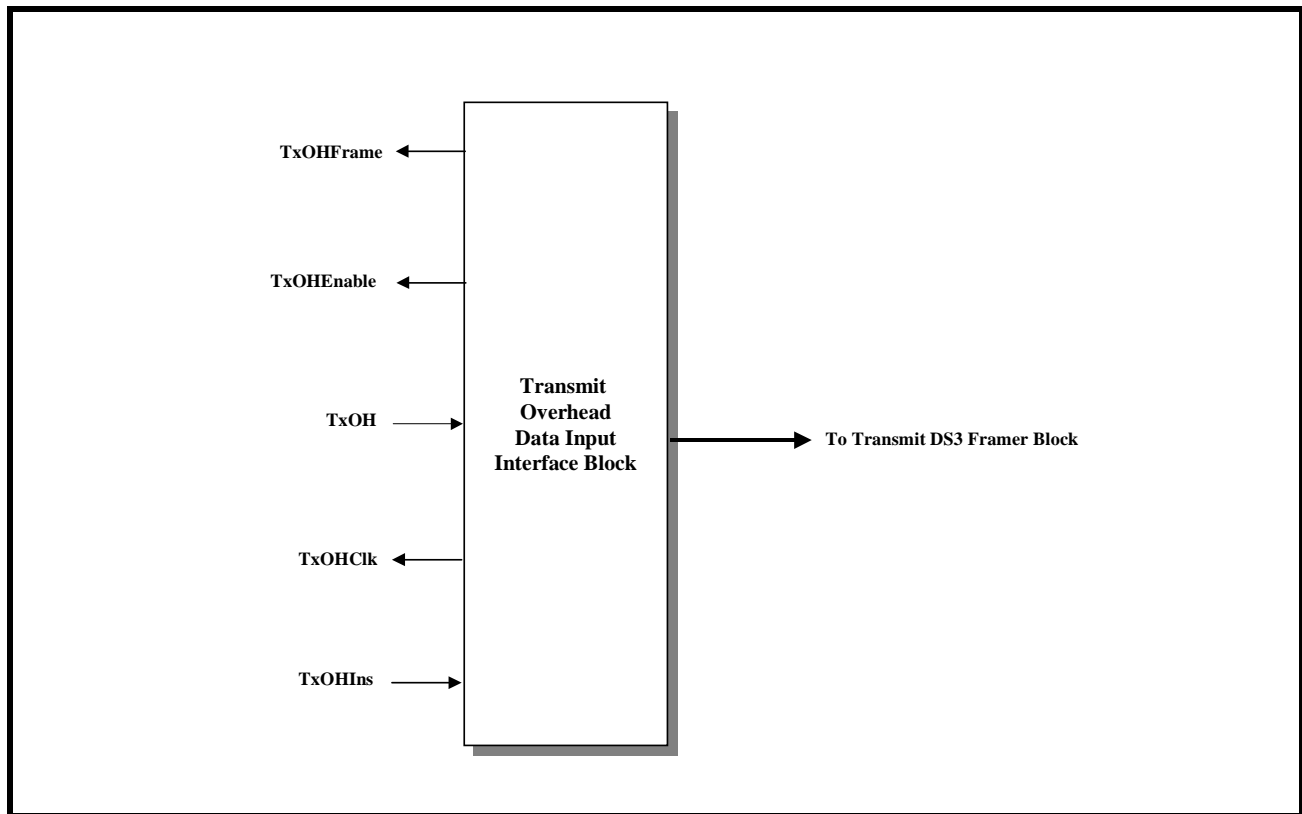 TxOHFrame
TxOHEnable
TxOH
TxOHClk
TxOHIns
Transmit
Overhead
Data Input
Interface Block
To Transmit DS3 Framer Block